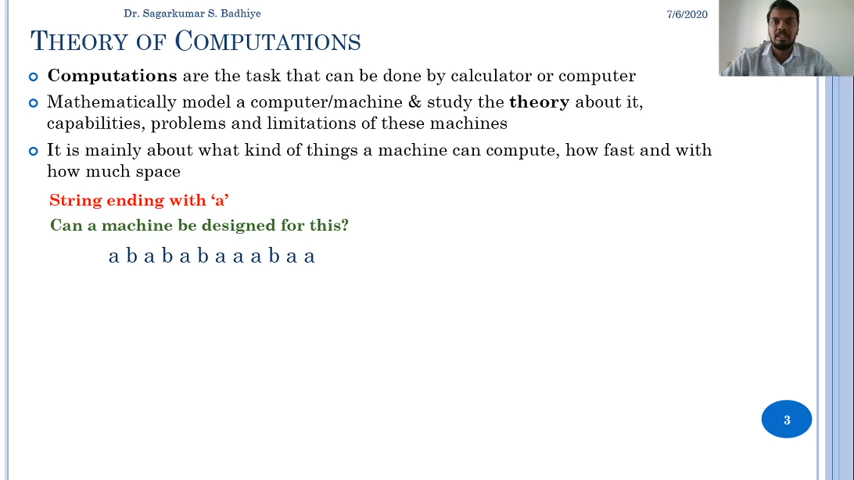 Dr. Sagarkumar S. Badhiye
7/6/2020
THEORY OF COMPUTATIONS
Computations are the task that can be done by calculator or computer
Mathematically model a computer/machine & study the theory about it,
capabilities, problems and limitations of these machines
It is mainly about what kind of things a machine can compute, how fast and with
how much space
String ending with ‘a’
Can a machine be designed for this?
a b a b a b a a a b a a
3